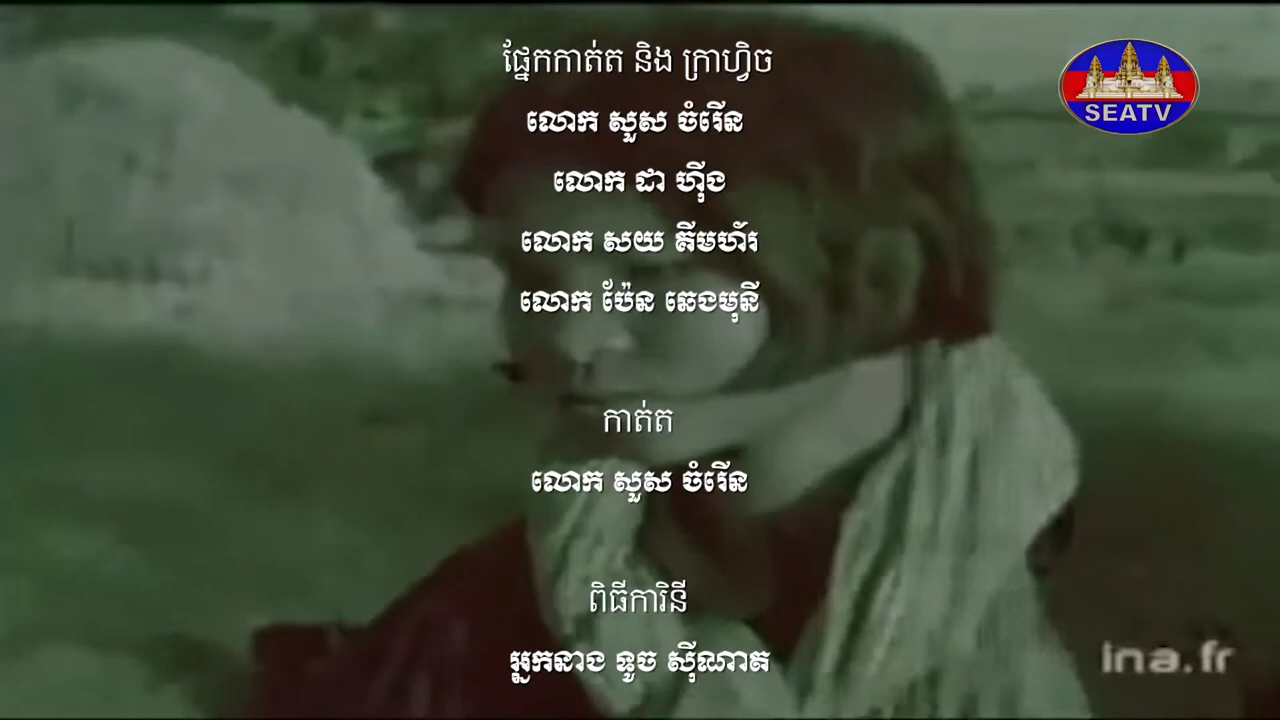 ផ្នែកកាត់ត និង ក្រាហ្វិច
SEATV
លោក សួស ចំរើន
លោក ដា ហ៊ីង
លោក សយ តីមហ័រ
លោក ប៉ែន ឆេងមុនី
កាត់ត
លោក សួស ចំរើន
ពិធីការិនី
អ្នកនាង ទូច ស៊ីណាត
ina.fr